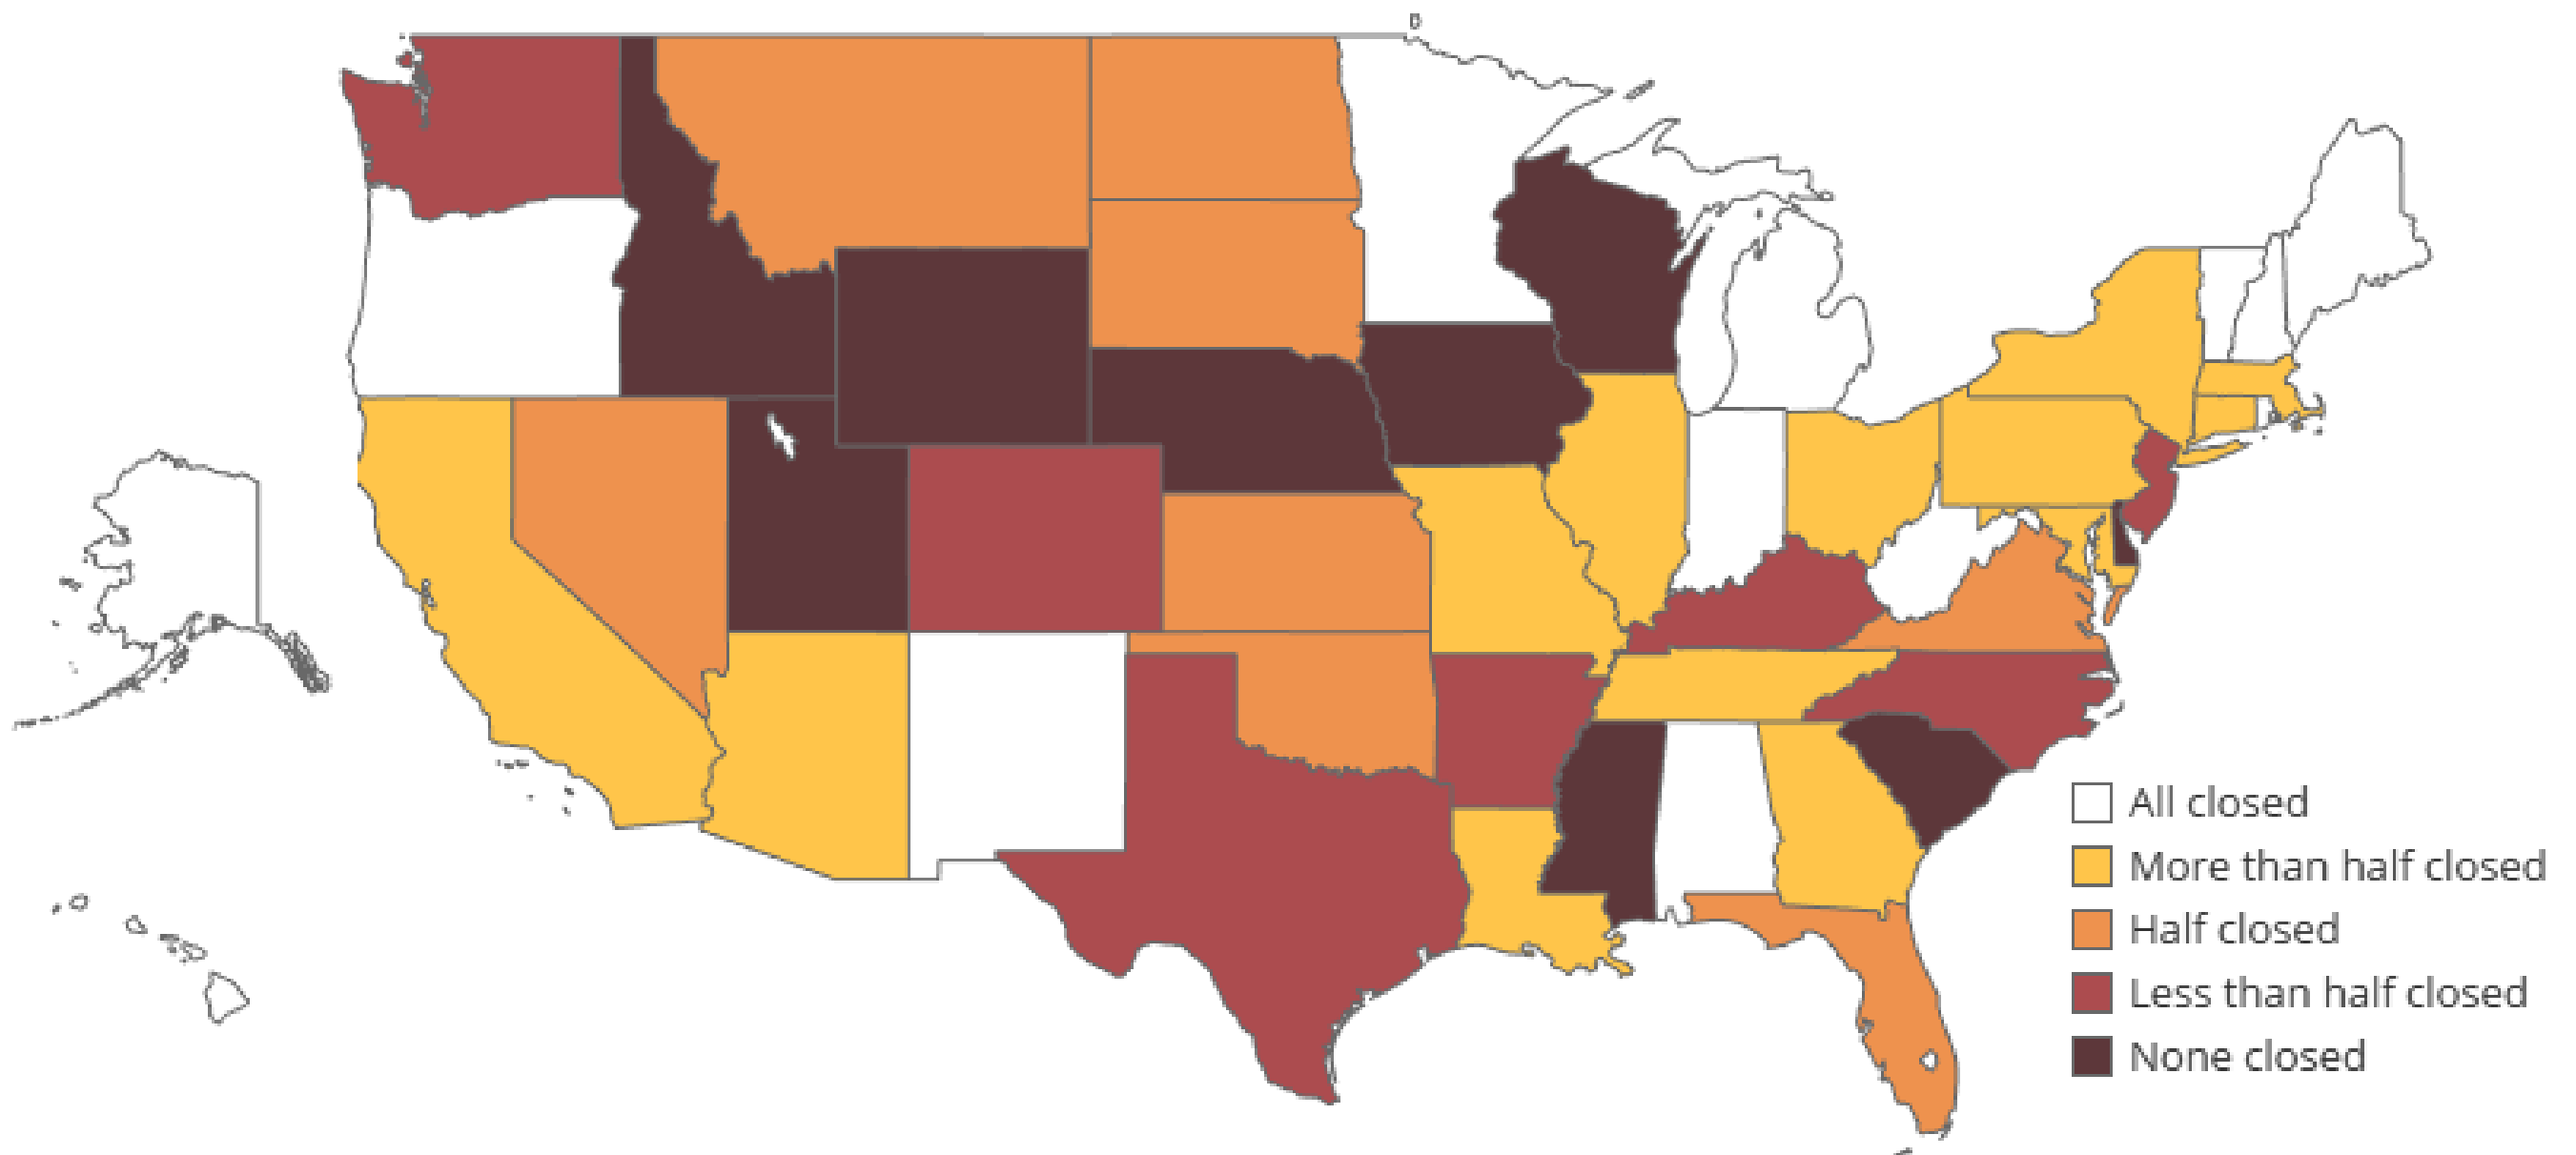 All closed
More than half closed
Half closed
Less than half closed
None closed